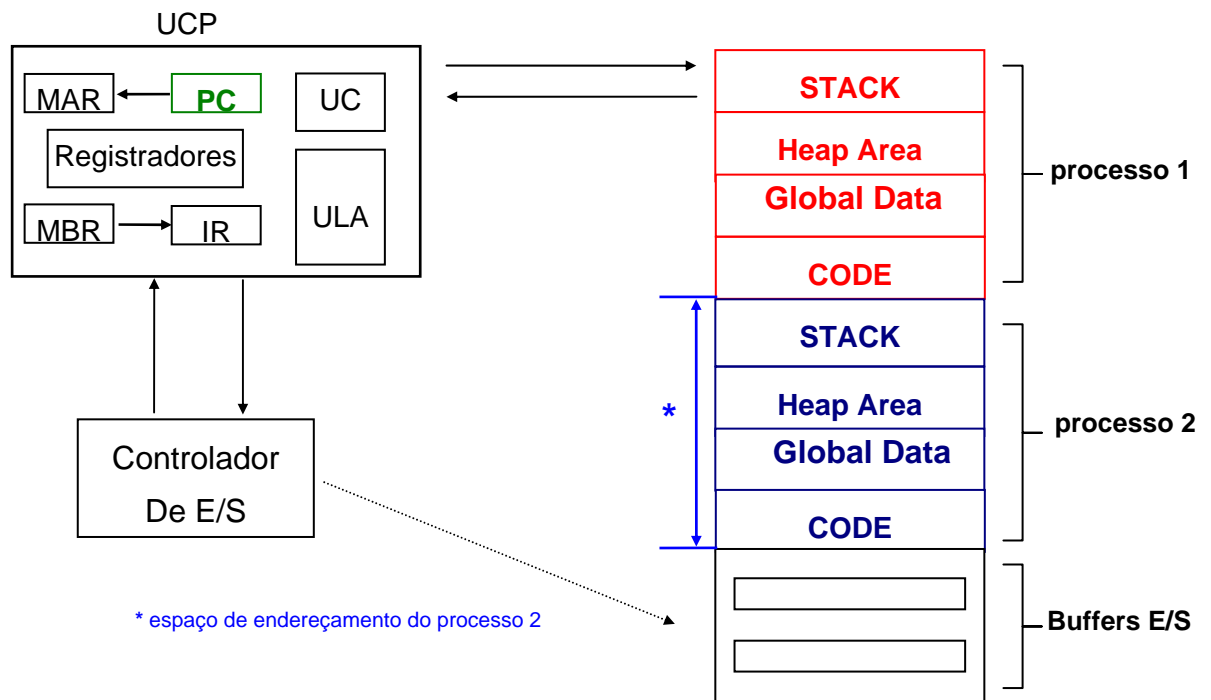 UCP
MAR
PC
UC
Registradores
MBR
IR
ULA
Controlador
De E/S
* espaço de endereçamento do processo 2
STACK
Heap Area
Global Data
CODE
processo 1
*
STACK
Heap Area
Global Data
CODE
processo 2
Buffers E/S